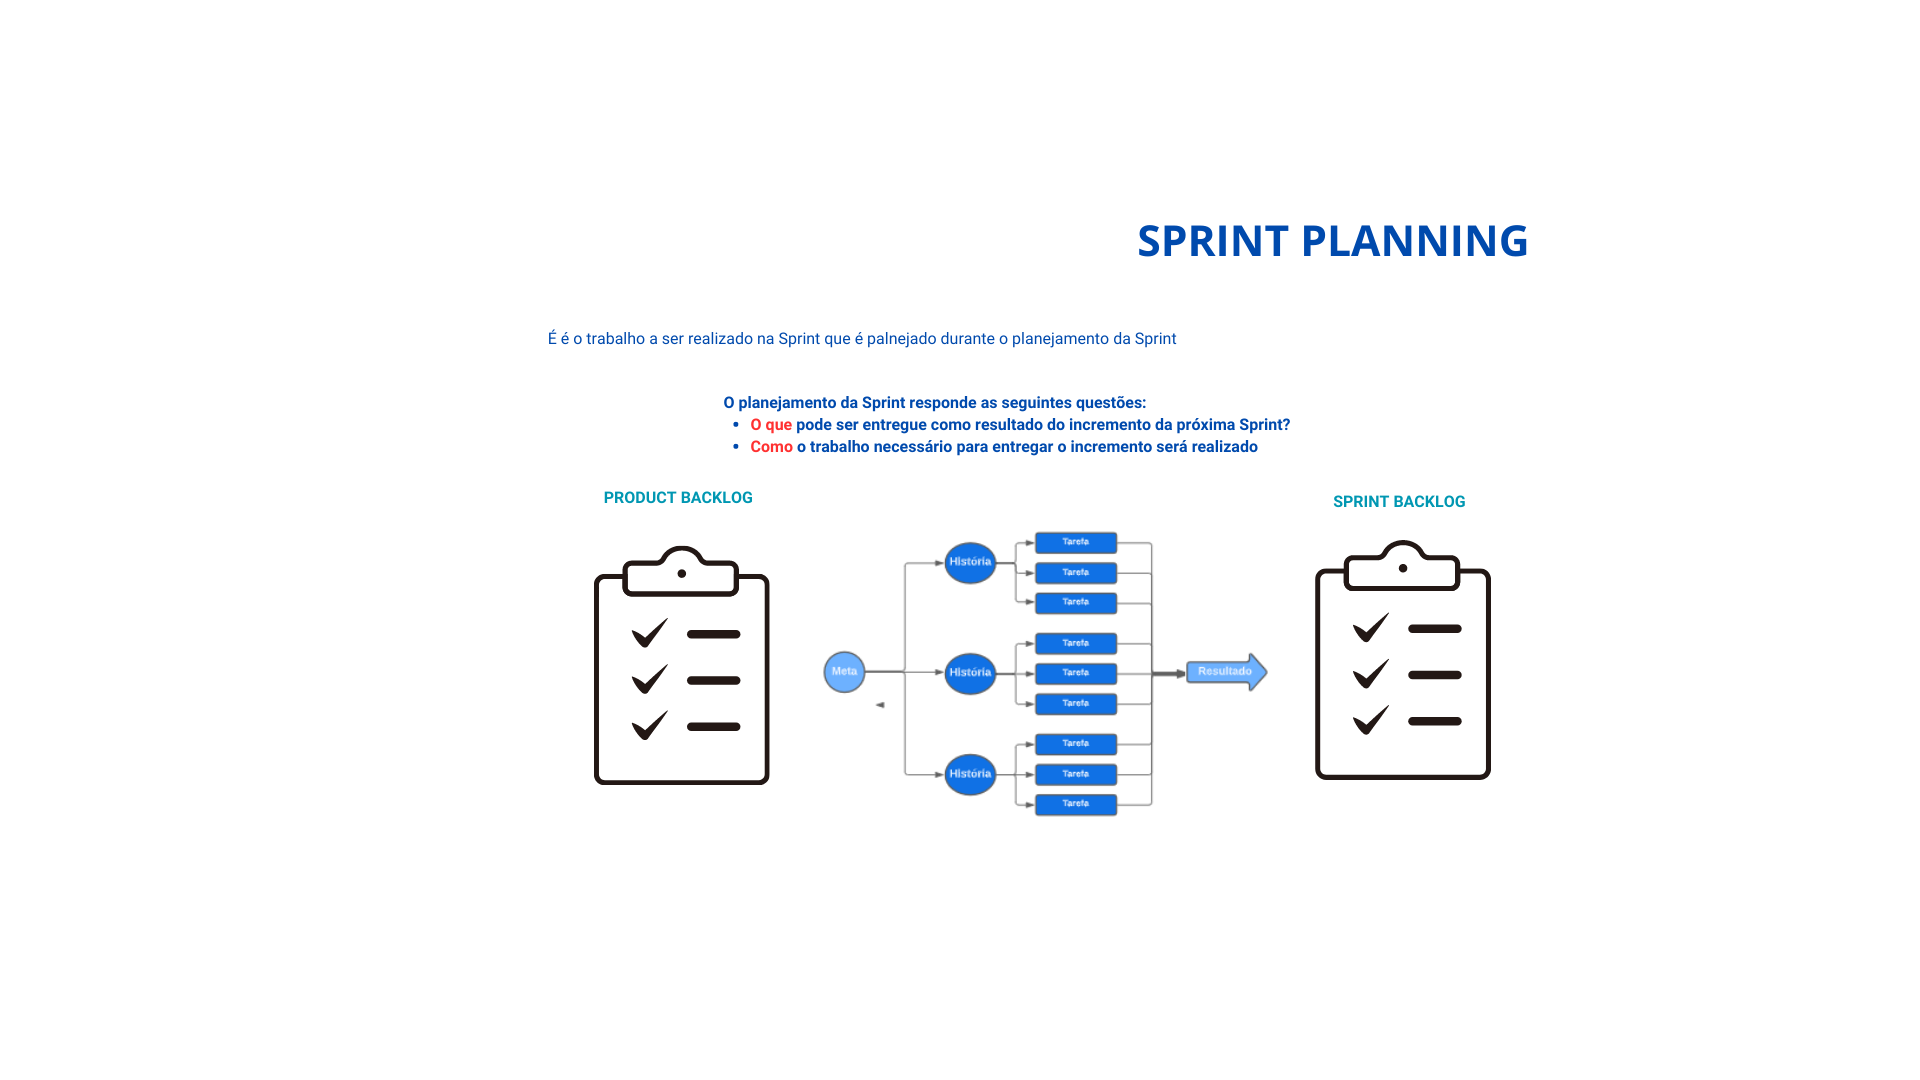 SPRINT PLANNING
É é o trabalho a ser realizado na Sprint que é palnejado durante o planejamento da Sprint
O planejamento da Sprint responde as seguintes questões:
• O que pode ser entregue como resultado do incremento da próxima Sprint?
• Como o trabalho necessário para entregar o incremento será realizado
PRODUCT BACKLOG
SPRINT BACKLOG
Meta
História
Tarefa
Tarefa
Tarefa
História
Tarefa
Tarefa
Tarefa
História
Tarefa
Tarefa
Tarefa
Resultado